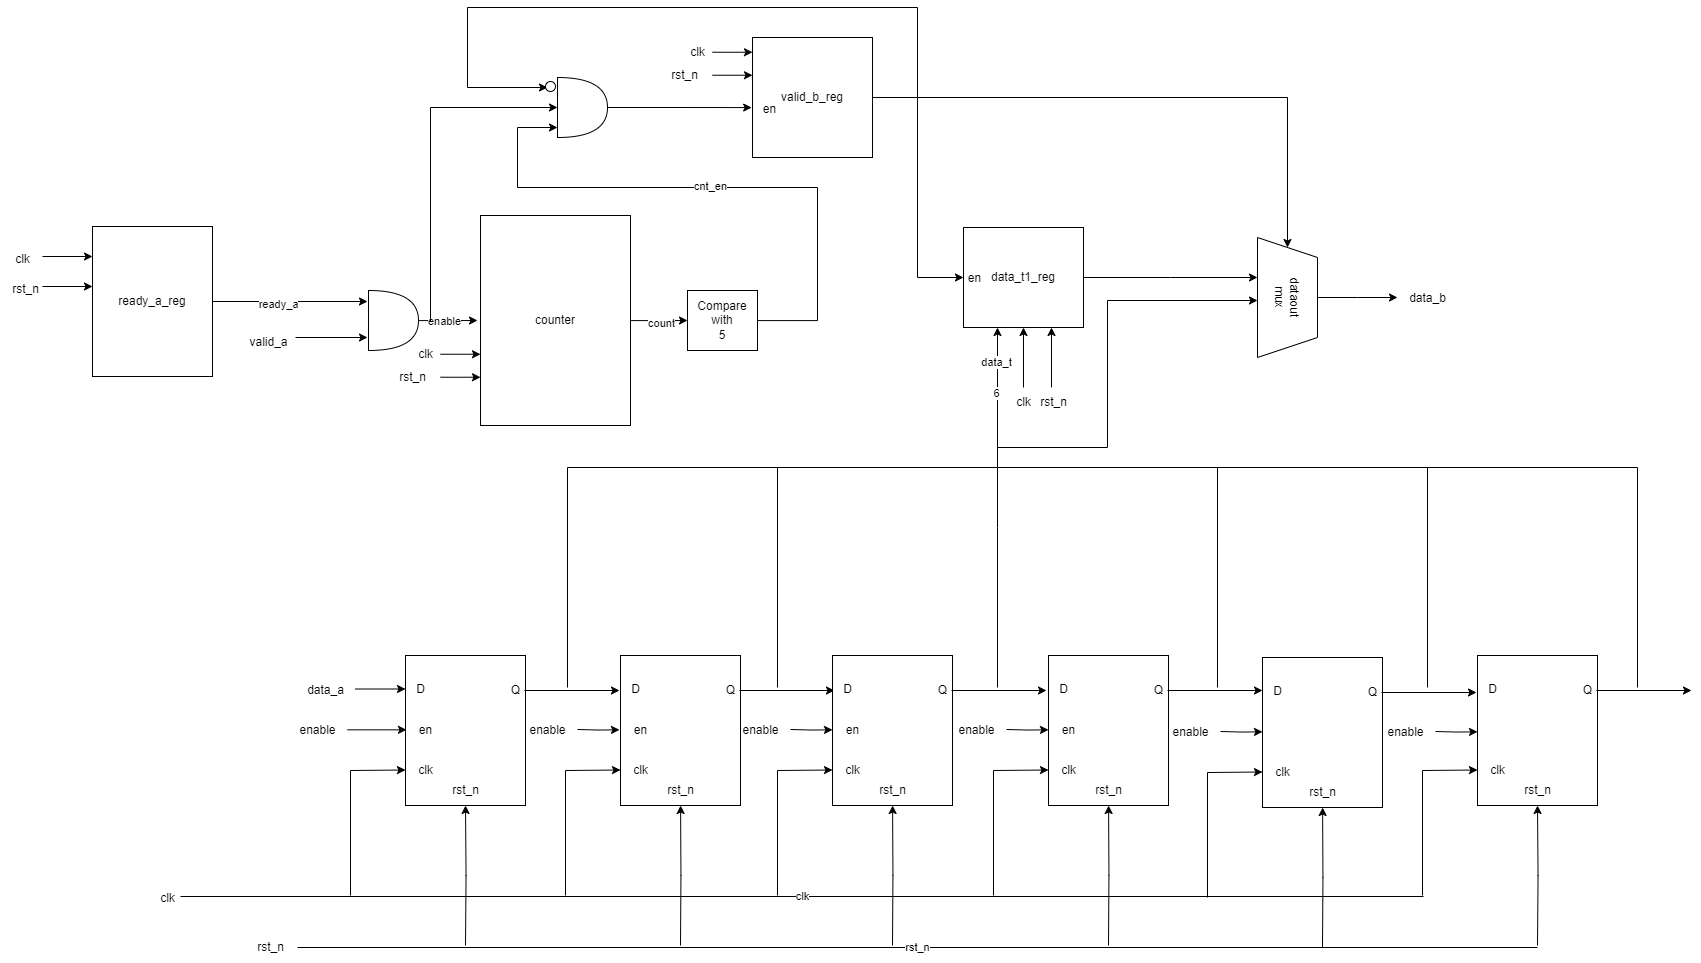 clk
rst_n
valid_b_reg
en
cnt_en
clk
rst_n
ready_a_reg
ready_a
valid_a
enable
clk
rst_n
counter
count
Compare
with
5
en
data_t1_reg
data_t
6
clk
rst_n
dataout
mux
data_b
data_a
enable
D
Q
en
clk
rst_n
enable
D
Q
en
clk
rst_n
enable
D
Q
en
clk
rst_n
enable
D
Q
en
clk
rst_n
enable
D
Q
clk
rst_n
enable
D
Q
clk
rst_n
clk
clk
rst_n
rst_n